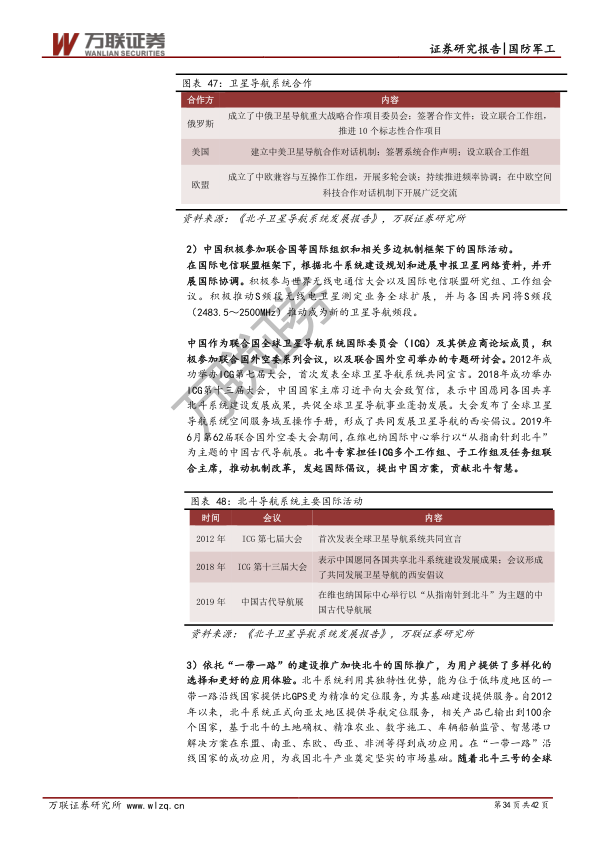 万联证券
WANLIAN SECURITIES
证券研究报告|国防军工
图表 47：卫星导航系统合作
合作方 内容
俄罗斯 成立了中俄卫星导航重大战略合作项目委员会；签署合作文件；设立联合工作组，
推进 10 个标志性合作项目
美国 建立中美卫星导航合作对话机制；签署系统合作声明；设立联合工作组
欧盟 成立了中欧兼容与互操作工作组，开展多轮会谈；持续推进频率协调；在中欧空间
科技合作对话机制下开展广泛交流
资料来源：《北斗卫星导航系统发展报告》，万联证券研究所
2）中国积极参加联合国等国际组织和相关多边机制框架下的国际活动。
在国际电信联盟框架下，根据北斗系统建设规划和进展申报卫星网络资料，并开
展国际协调。积极参与世界无线电通信大会以及国际电信联盟研究组、工作组会
议。积极推动S频段无线电卫星测定业务全球扩展，并与各国共同将S频段
（2483.5～2500MHz）推动成为新的卫星导航频段。
中国作为联合国全球卫星导航系统国际委员会（ICG）及其供应商论坛成员，积
极参加联合国外空委系列会议，以及联合国外空司举办的专题研讨会。2012年成
功举办ICG第七届大会，首次发表全球卫星导航系统共同宣言。2018年成功举办
ICG第十三届大会，中国国家主席习近平向大会致贺信，表示中国愿同各国共享
北斗系统建设发展成果，共促全球卫星导航事业蓬勃发展。大会发布了全球卫星
导航系统空间服务域互操作手册，形成了共同发展卫星导航的西安倡议。2019年
6月第62届联合国外空委大会期间，在维也纳国际中心举行以“从指南针到北斗”
为主题的中国古代导航展。北斗专家担任ICG多个工作组、子工作组及任务组联
合主席，推动机制改革，发起国际倡议，提出中国方案，贡献北斗智慧。
图表 48：北斗导航系统主要国际活动
时间 会议 内容
2012 年 ICG 第七届大会 首次发表全球卫星导航系统共同宣言
2018 年 ICG 第十三届大会 表示中国愿同各国共享北斗系统建设发展成果；会议形成
了共同发展卫星导航的西安倡议
2019 年 中国古代导航展 在维也纳国际中心举行以“从指南针到北斗”为主题的中
国古代导航展
资料来源：《北斗卫星导航系统发展报告》，万联证券研究所
3）依托“一带一路”的建设推广加快北斗的国际推广，为用户提供了多样化的
选择和更好的应用体验。北斗系统利用其独特性优势，能为位于低纬度地区的一
带一路沿线国家提供比GPS更为精准的定位服务，为其基础建设提供服务。自2012
年以来，北斗系统正式向亚太地区提供导航定位服务，相关产品已输出到100余
个国家，基于北斗的土地确权、精准农业、数字施工、车辆船舶监管、智慧港口
解决方案在东盟、南亚、东欧、西亚、非洲等得到成功应用。在“一带一路”沿
线国家的成功应用，为我国北斗产业奠定坚实的市场基础。随着北斗三号的全球
万联证券
万联证券研究所 www.wlzq.cn
第34页共42页